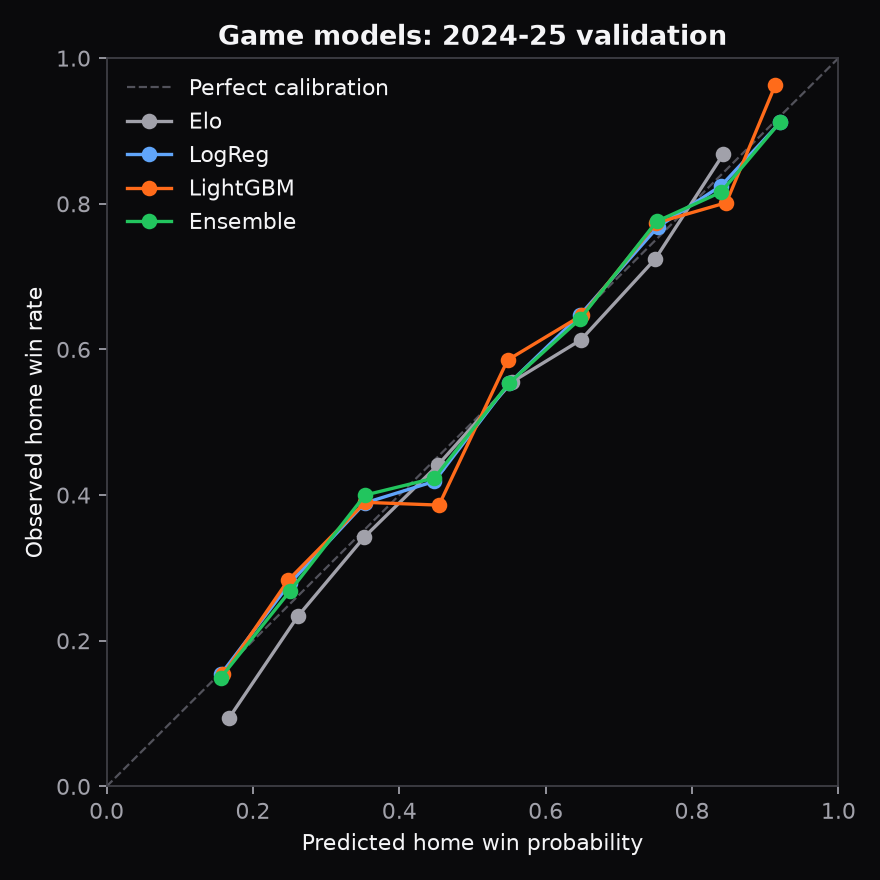 Game models: 2024-25 validation
Perfect calibration
Elo
LogReg
LightGBM
Ensemble
1.0
0.8
0.6
0.4
0.2
0.0
Observed home win rate
0.0 0.2 0.4 0.6 0.8 1.0
Predicted home win probability